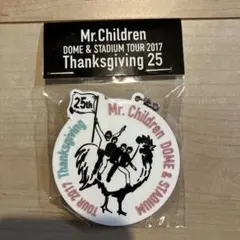 Mr.Children
DOME & STADIUM TOUR 2017
Thanksgiving 25
25th
TOUR 2017 Thanksgiving
Mr. Children DOME & STADIUM